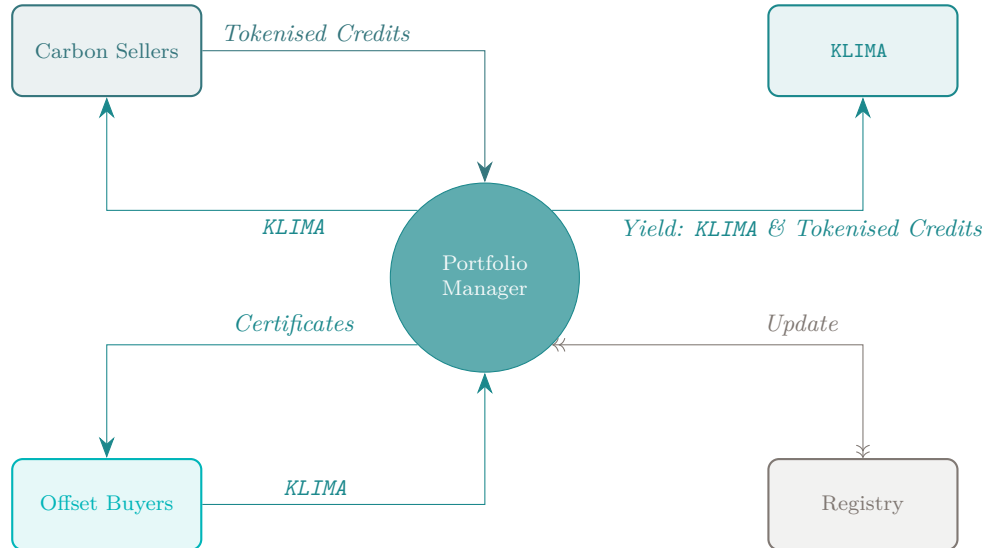 Tokenised Credits
Carbon Sellers
KLIMA
KLIMA
Yield: KLIMA & Tokenised Credits
Portfolio
Manager
Certificates
Update
KLIMA
Offset Buyers
Registry